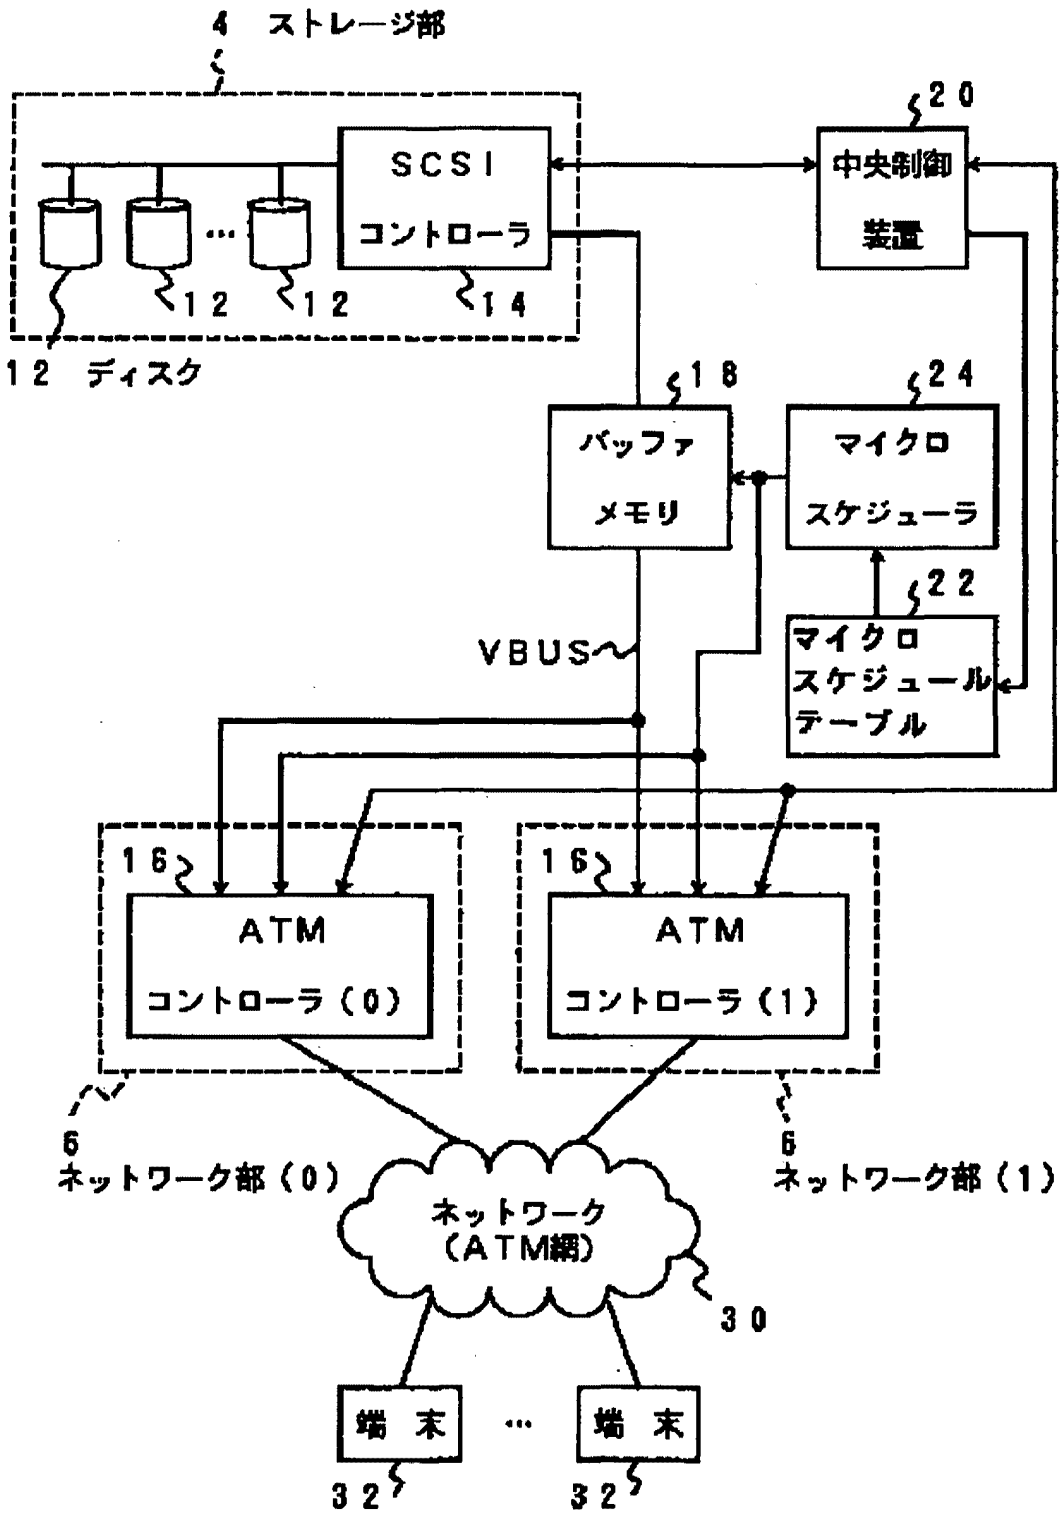 4 ストレージ部
20
SCSI
コントローラ
中央制御
装置
12
12
14
12 ディスク
18
24
バッファ
メモリ
マイクロ
スケジューラ
22
マイクロ
スケジュール
テーブル
VBUS
16
16
ATM
コントローラ(0)
ATM
コントローラ(1)
6
ネットワーク部(0)
6
ネットワーク部(1)
ネットワーク
(ATM網)
30
端末
…
端末
32
32